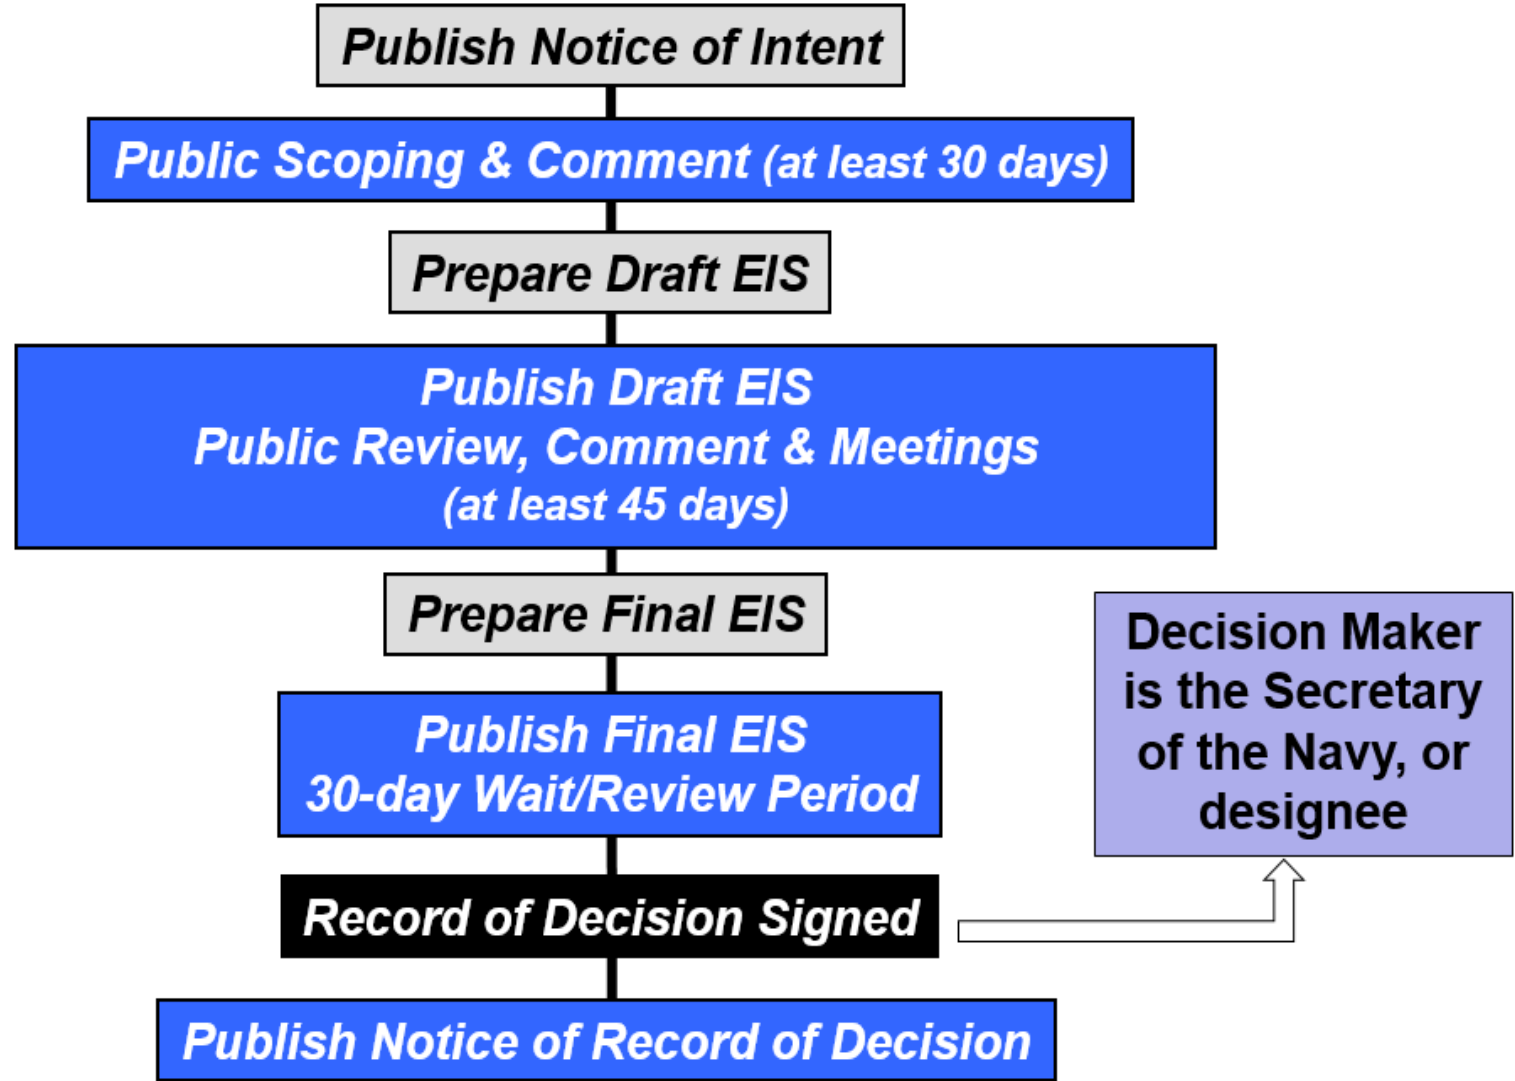 Publish Notice of Intent
Public Scoping & Comment (at least 30 days)
Prepare Draft EIS
Publish Draft EIS
Public Review, Comment & Meetings
(at least 45 days)
Prepare Final EIS
Publish Final EIS
30-day Wait/Review Period
Record of Decision Signed
Decision Maker
is the Secretary
of the Navy, or
designee
Publish Notice of Record of Decision